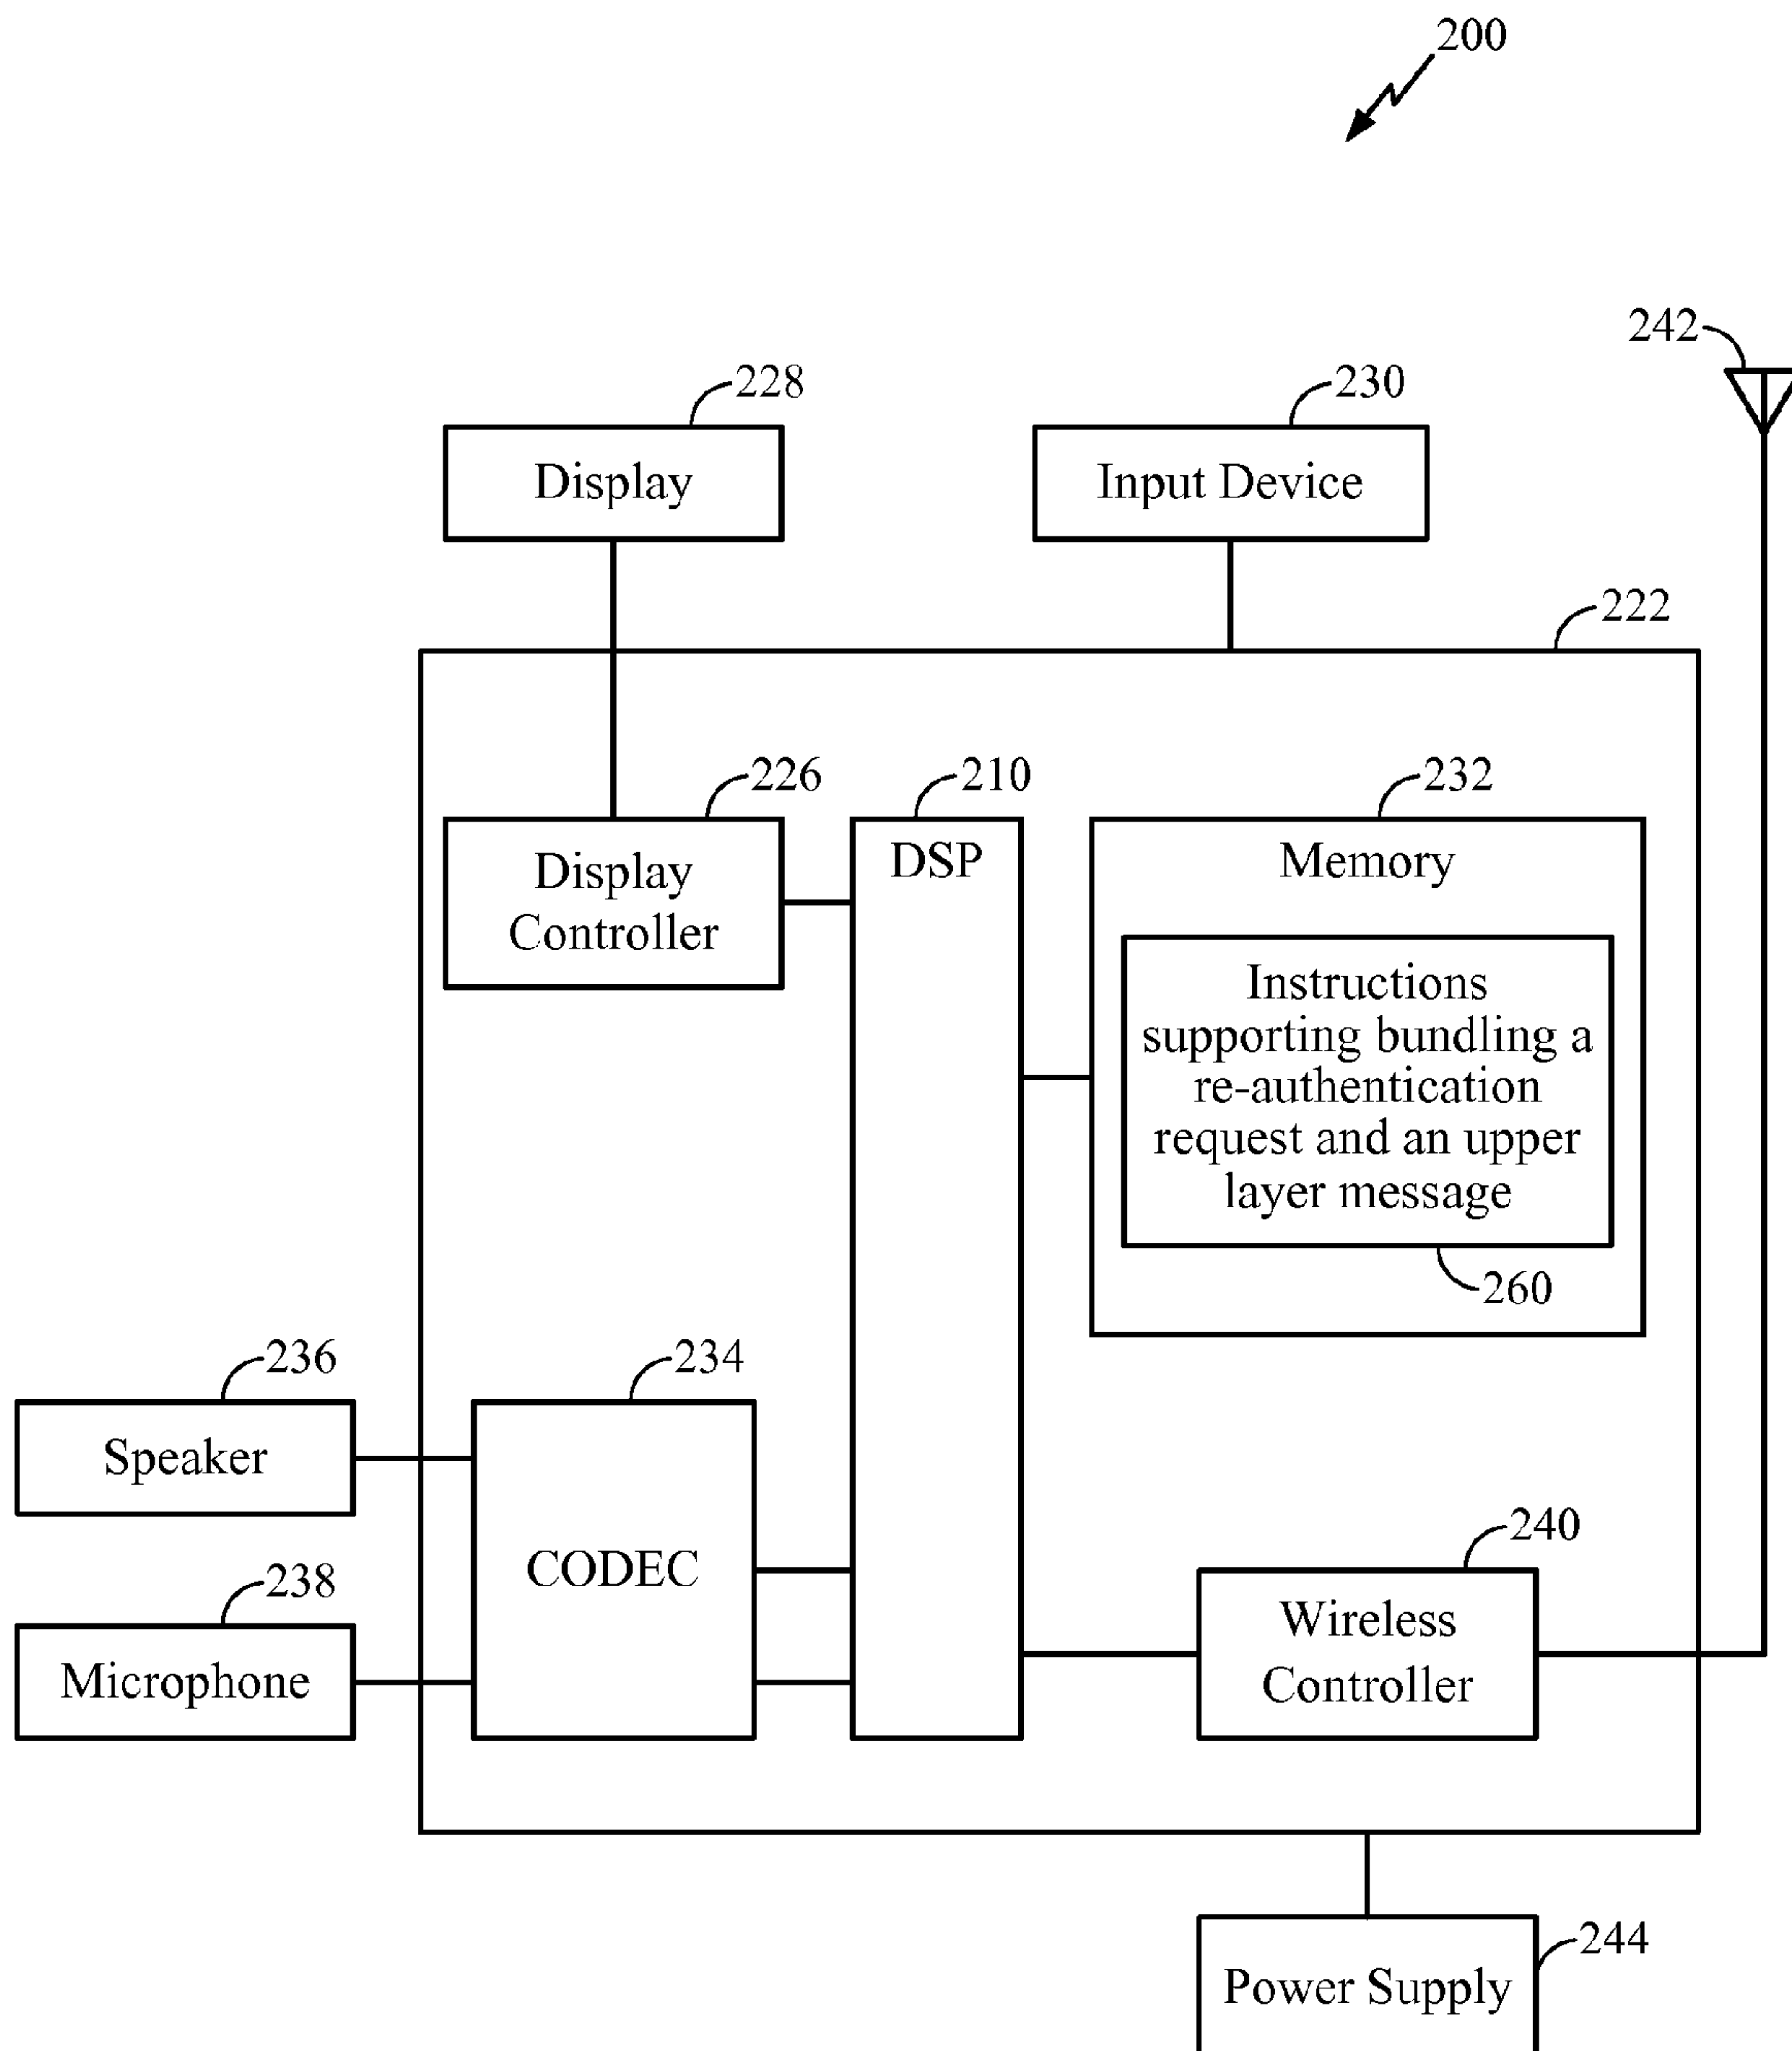 200
242
228
230
Display
Input Device
222
226
210
232
Display
Controller
DSP
Memory
Instructions
supporting bundling a
re-authentication
request and an upper
layer message
260
236
234
Speaker
CODEC
240
238
Wireless
Controller
Microphone
244
Power Supply